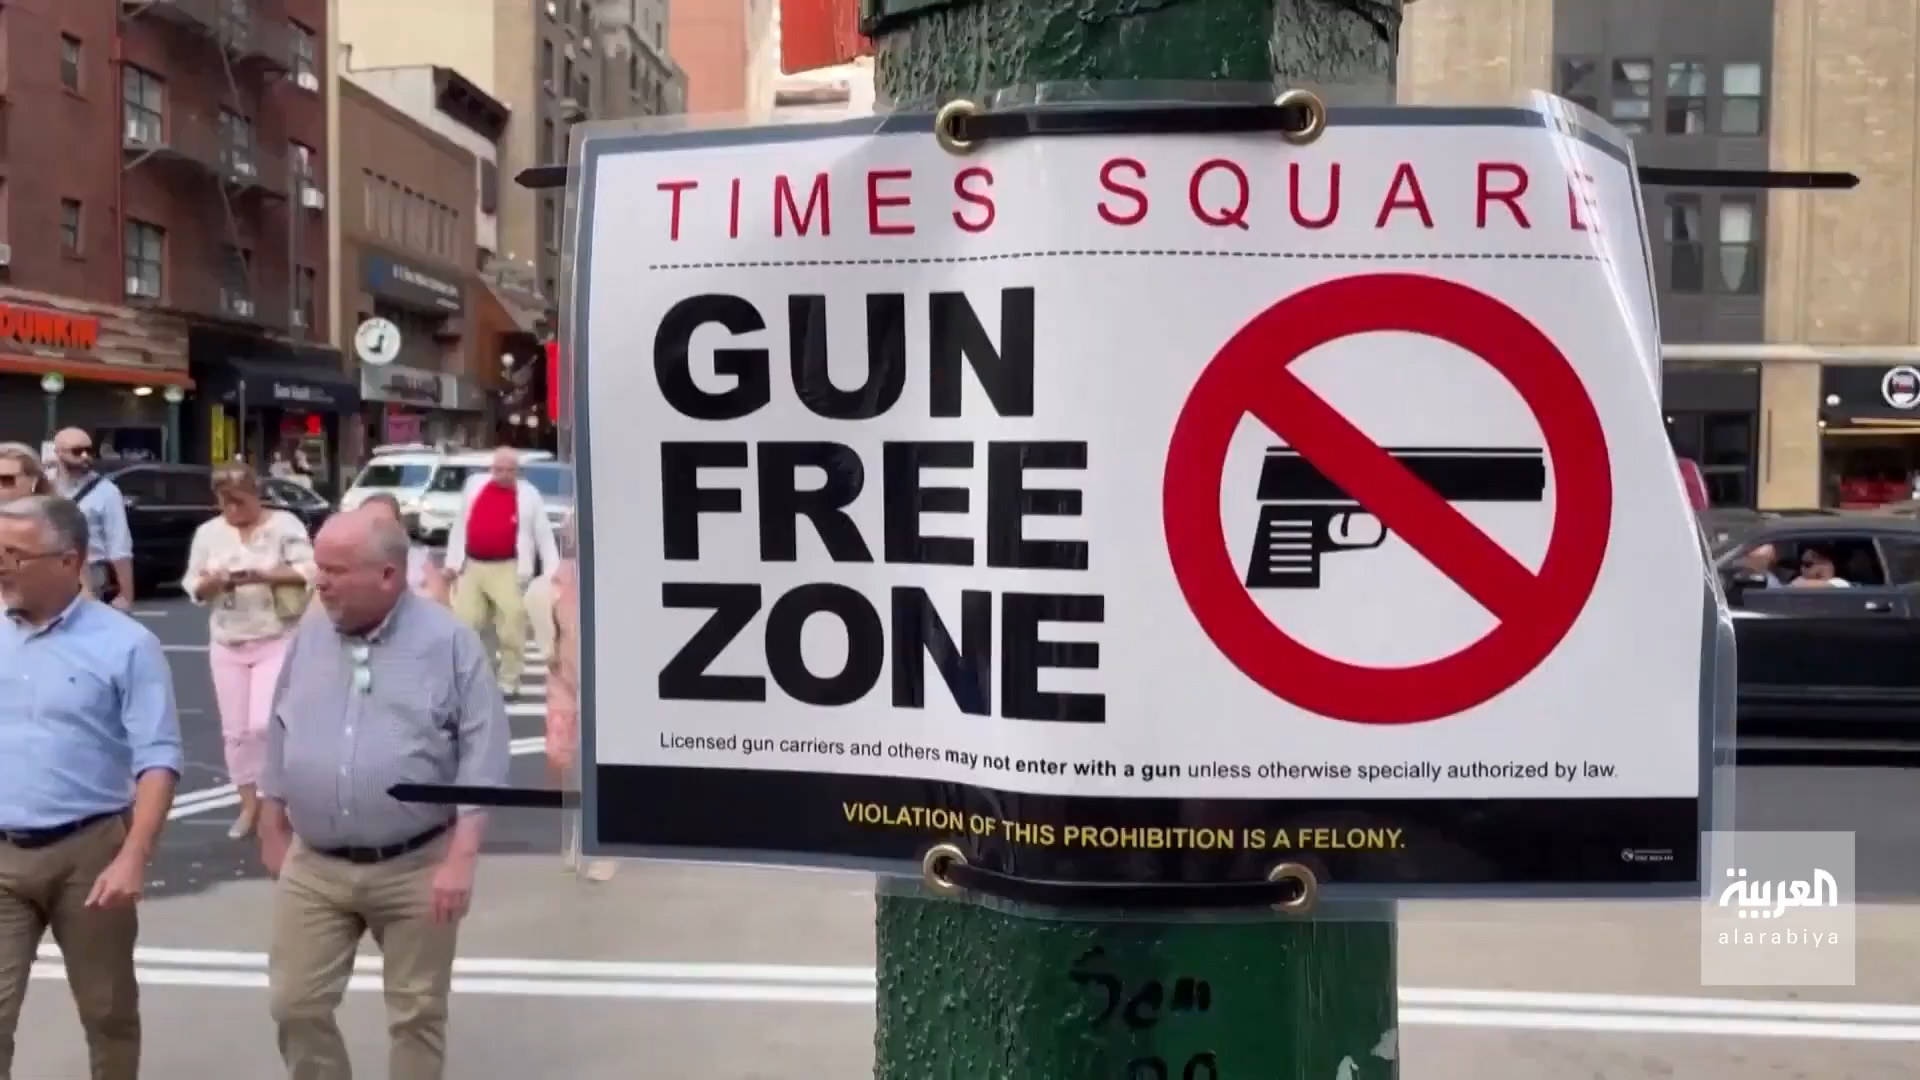 TIMES SQUARE
GUN
FREE
ZONE
Licensed gun carriers and others may not enter with a gun unless otherwise specially authorized by law.
VIOLATION OF THIS PROHIBITION IS A FELONY.
DUNKIN'
العربية
alarabiya